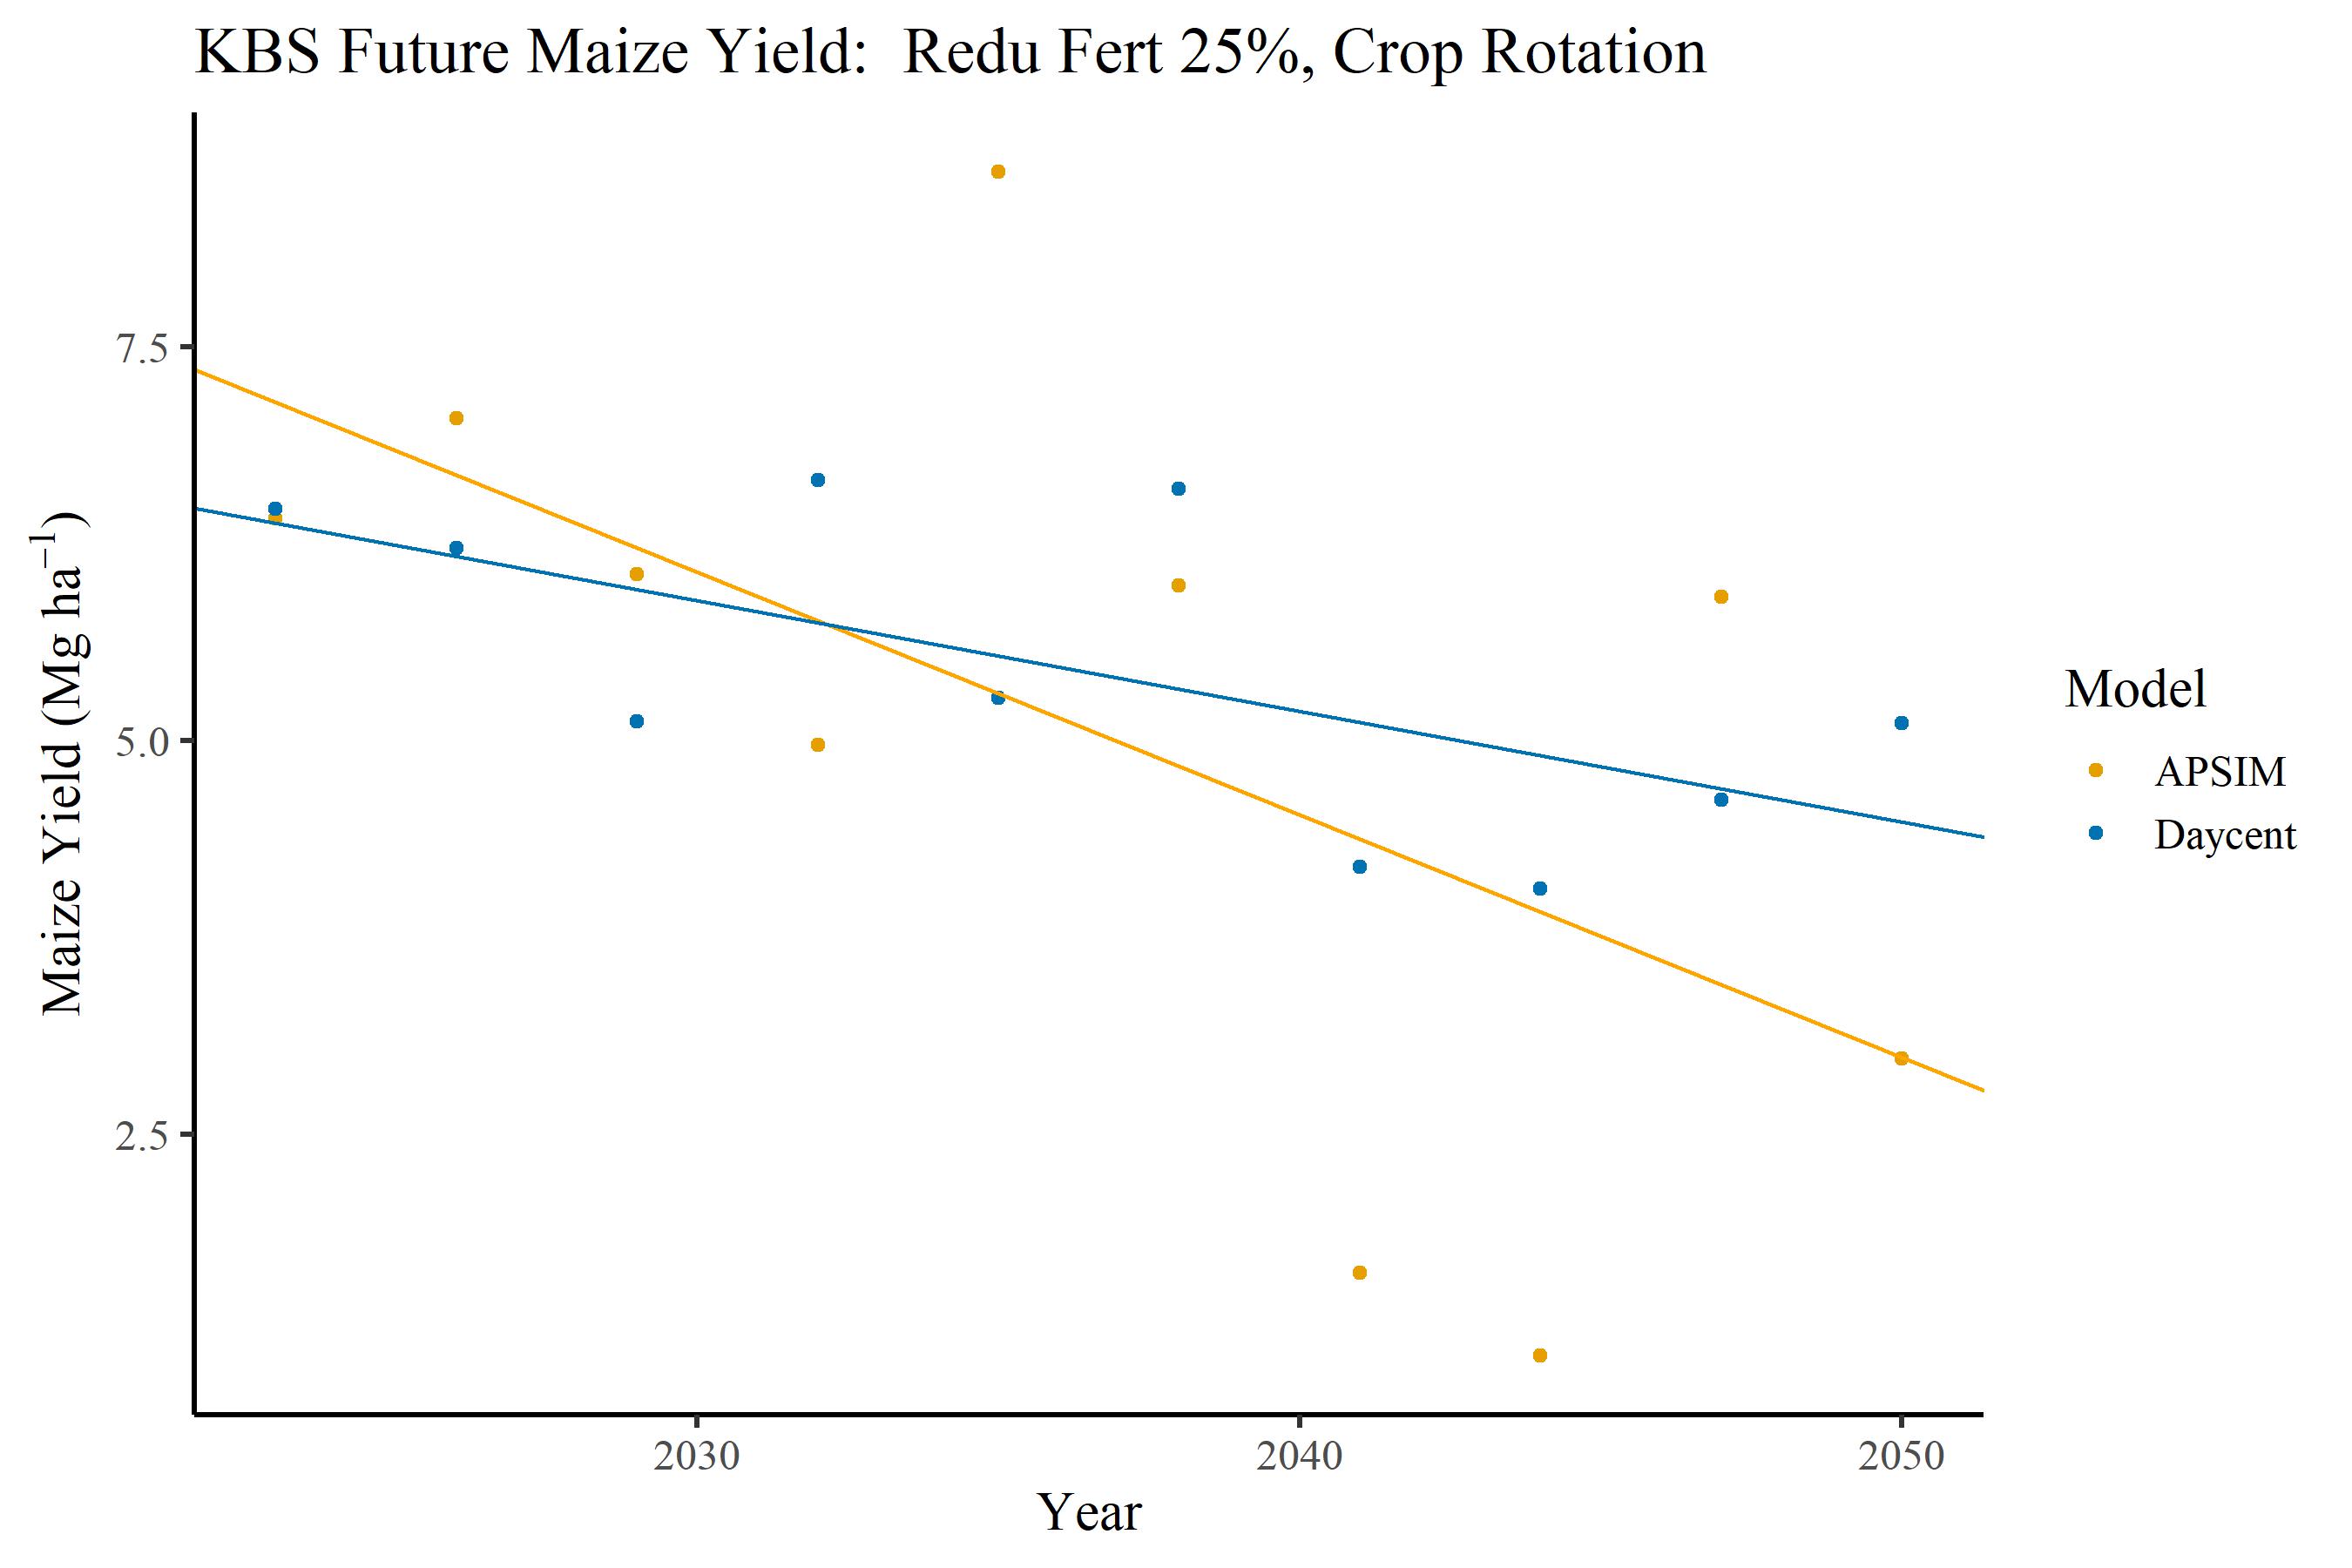 KBS Future Maize Yield:  Redu Fert 25%, Crop Rotation
Maize Yield (Mg ha⁻¹)
7.5
5.0
2.5
2030
2040
2050
Year
Model
APSIM
Daycent